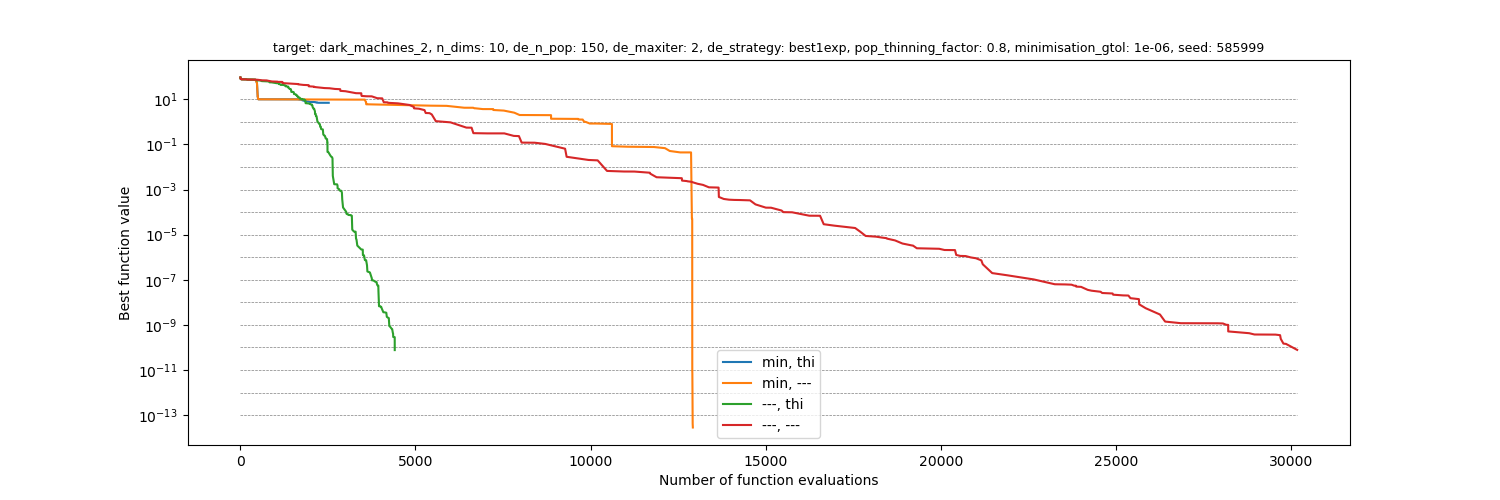 target: dark_machines_2, n_dims: 10, de_n_pop: 150, de_maxiter: 2, de_strategy: best1exp, pop_thinning_factor: 0.8, minimisation_gtol: 1e-06, seed: 585999
Best function value
10¹
10⁻¹
10⁻³
10⁻⁵
10⁻⁷
10⁻⁹
10⁻¹¹
10⁻¹³
min, thi
min, ---
---, thi
---, ---
0 5000 10000 15000 20000 25000 30000
Number of function evaluations